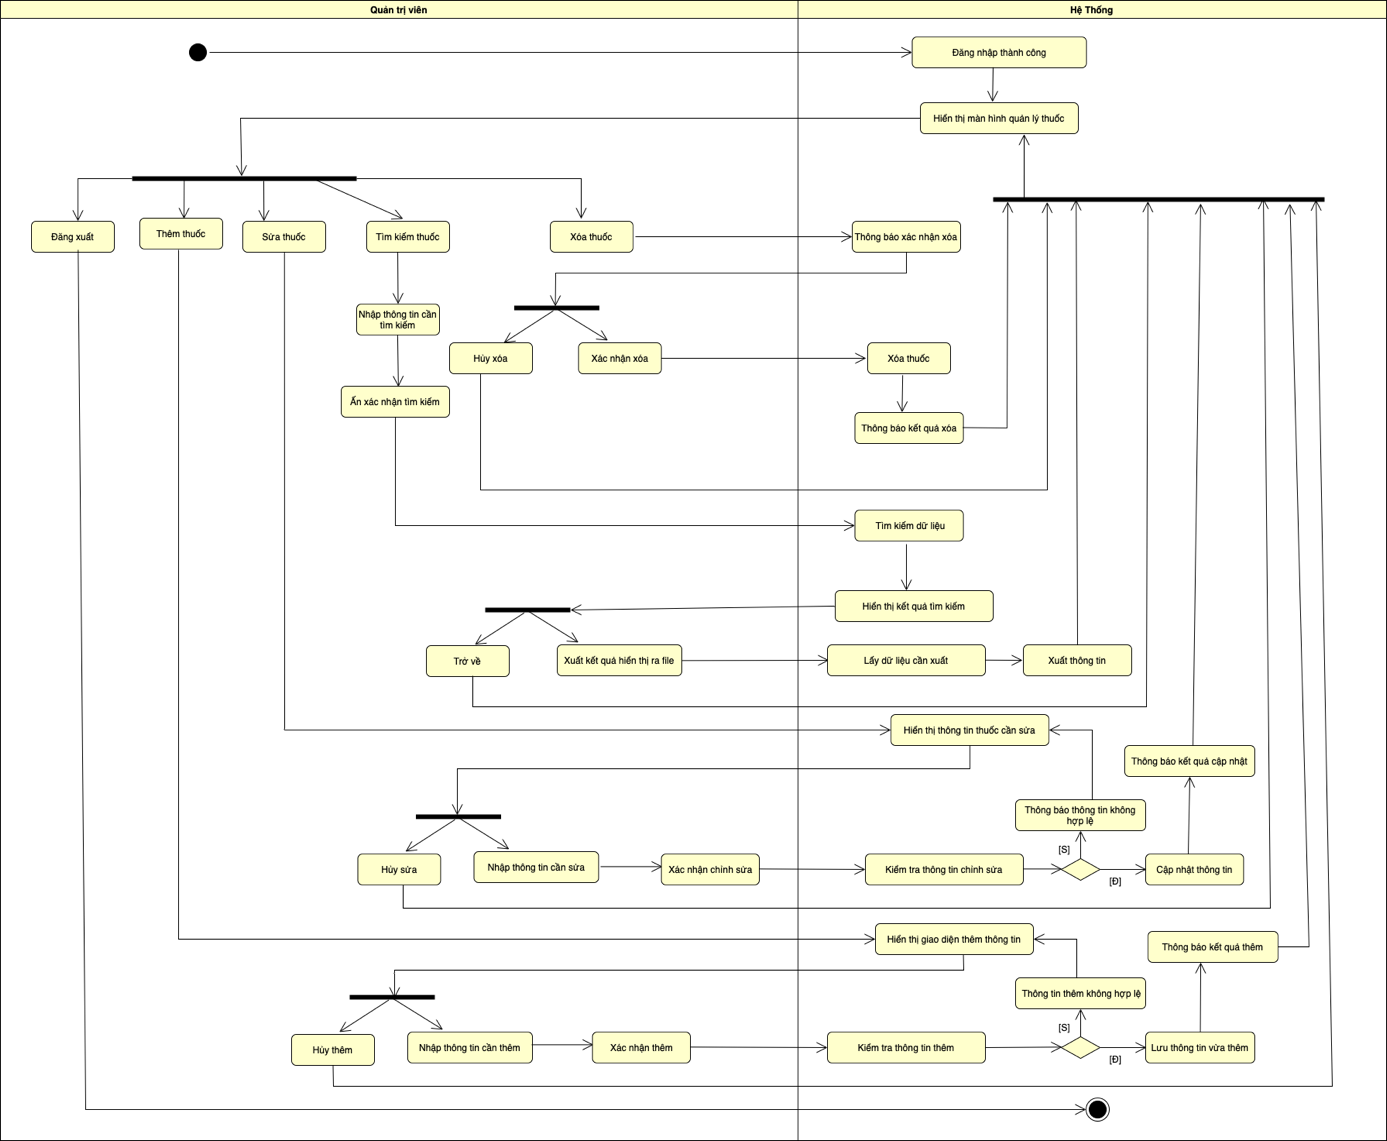 Quản trị viên
Hệ Thống
Đăng nhập thành công
Hiển thị màn hình quản lý thuốc
Đăng xuất
Thêm thuốc
Sửa thuốc
Tìm kiếm thuốc
Xóa thuốc
Thông báo xác nhận xóa
Nhập thông tin cần
tìm kiếm
Hủy xóa
Xác nhận xóa
Xóa thuốc
Ấn xác nhận tìm kiếm
Thông báo kết quả xóa
Tìm kiếm dữ liệu
Hiển thị kết quả tìm kiếm
Trở về
Xuất kết quả hiển thị ra file
Lấy dữ liệu cần xuất
Xuất thông tin
Hiển thị thông tin thuốc cần sửa
Thông báo kết quả cập nhật
Thông báo thông tin không
hợp lệ
[S]
Hủy sửa
Nhập thông tin cần sửa
Xác nhận chỉnh sửa
Kiểm tra thông tin chỉnh sửa
[Đ]
Cập nhật thông tin
Hiển thị giao diện thêm thông tin
Thông báo kết quả thêm
Thông tin thêm không hợp lệ
[S]
Hủy thêm
Nhập thông tin cần thêm
Xác nhận thêm
Kiểm tra thông tin thêm
[Đ]
Lưu thông tin vừa thêm